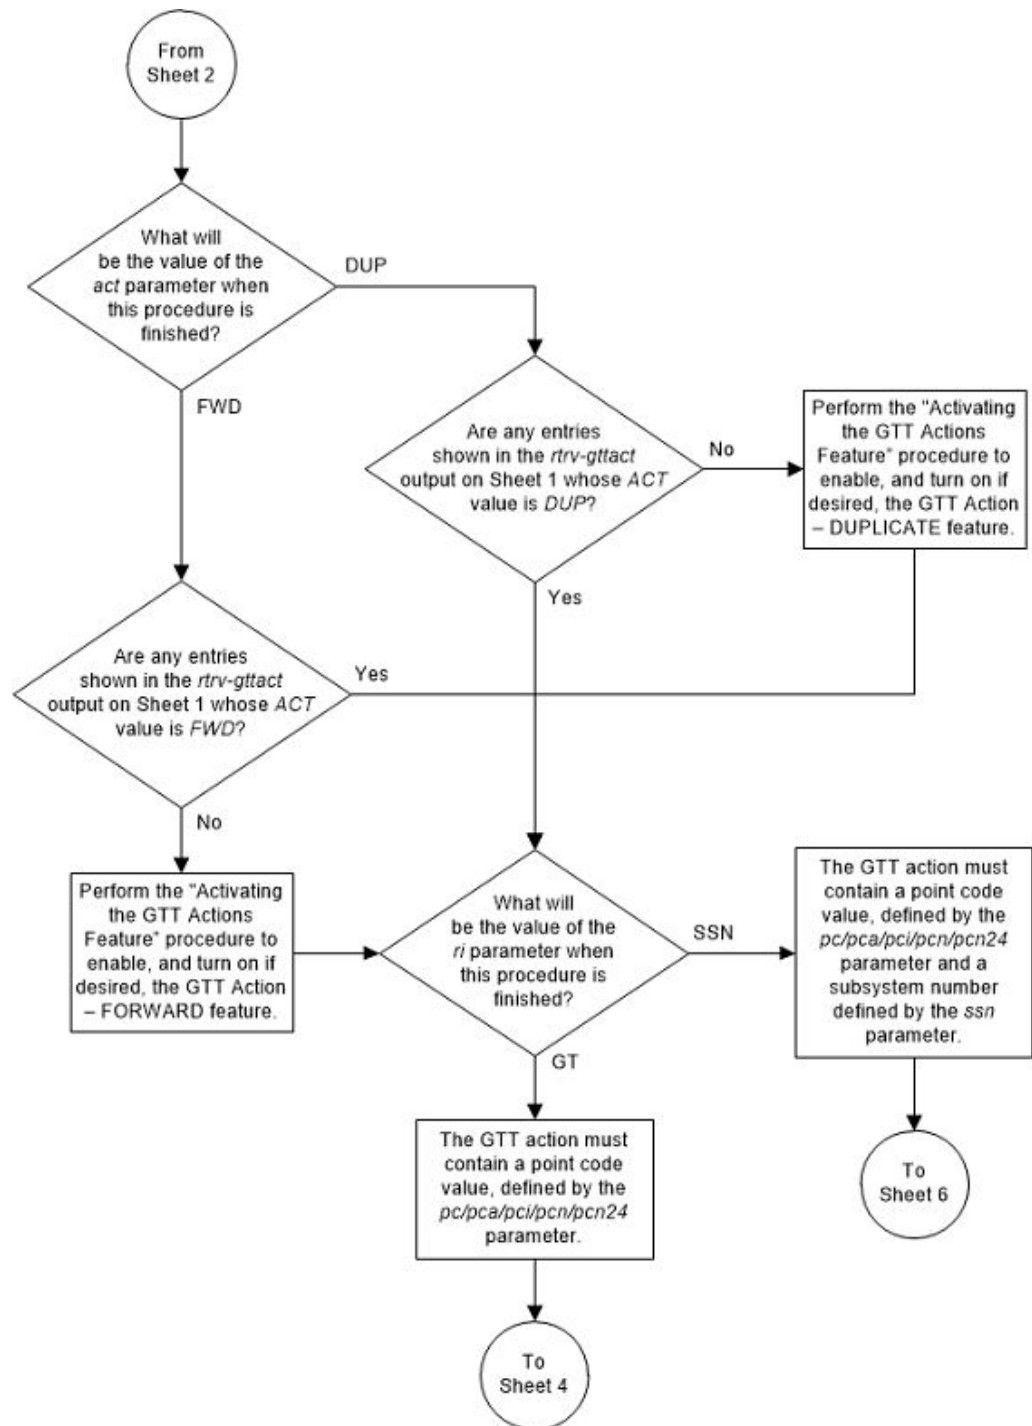 From
Sheet 2
What will
be the value of the
act parameter when
this procedure is
finished?
DUP
FWD
Are any entries
shown in the rtrv-gttact
output on Sheet 1 whose ACT
value is DUP?
No
Yes
Perform the "Activating
the GTT Actions
Feature" procedure to
enable, and turn on if
desired, the GTT Action
– DUPLICATE feature.
Are any entries
shown in the rtrv-gttact
output on Sheet 1 whose ACT
value is FWD?
Yes
No
Perform the "Activating
the GTT Actions
Feature" procedure to
enable, and turn on if
desired, the GTT Action
– FORWARD feature.
What will
be the value of the
ri parameter when
this procedure is
finished?
SSN
GT
The GTT action must
contain a point code
value, defined by the
pc/pca/pci/pcn/pcn24
parameter and a
subsystem number
defined by the ssn
parameter.
The GTT action must
contain a point code
value, defined by the
pc/pca/pci/pcn/pcn24
parameter.
To
Sheet 6
To
Sheet 4